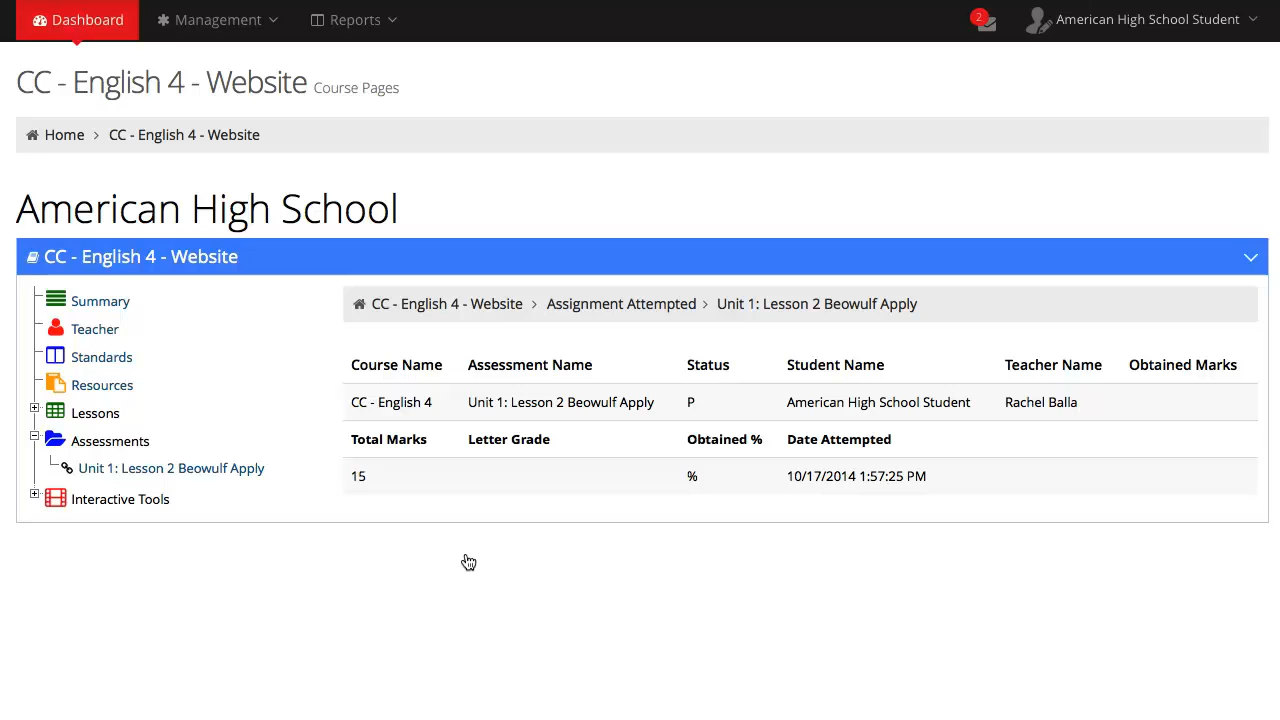 Dashboard Management Reports 2 American High School Student
CC - English 4 - Website Course Pages
Home > CC - English 4 - Website
American High School
CC - English 4 - Website
Summary
Teacher
Standards
Resources
Lessons
Assessments
Unit 1: Lesson 2 Beowulf Apply
Interactive Tools
CC - English 4 - Website > Assignment Attempted > Unit 1: Lesson 2 Beowulf Apply
Course Name Assessment Name Status Student Name Teacher Name Obtained Marks
CC - English 4 Unit 1: Lesson 2 Beowulf Apply P American High School Student Rachel Balla
Total Marks Letter Grade Obtained % Date Attempted
15 % 10/17/2014 1:57:25 PM